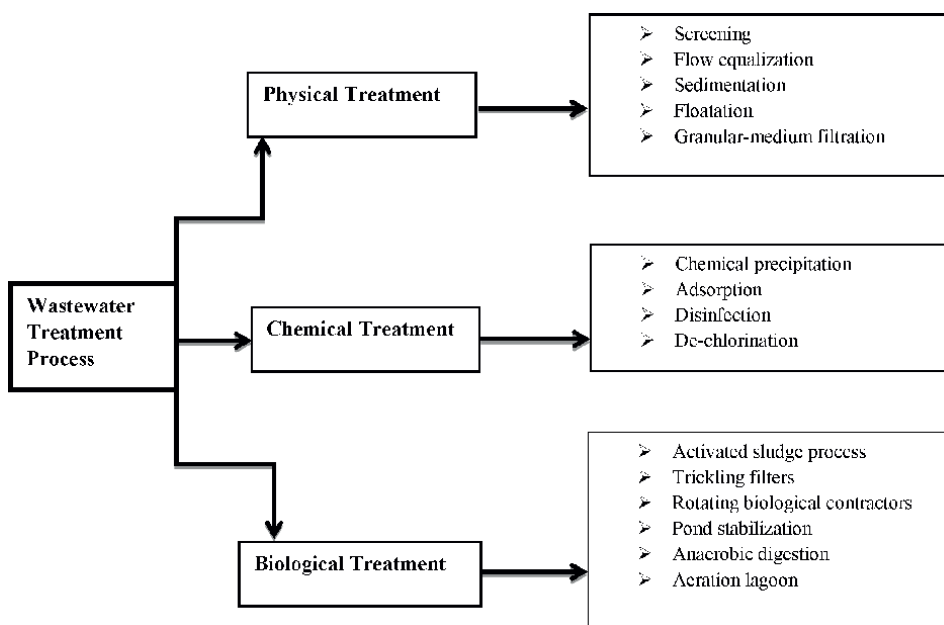 Wastewater
Treatment
Process
Physical Treatment
➢ Screening
➢ Flow equalization
➢ Sedimentation
➢ Floatation
➢ Granular-medium filtration
Chemical Treatment
➢ Chemical precipitation
➢ Adsorption
➢ Disinfection
➢ De-chlorination
Biological Treatment
➢ Activated sludge process
➢ Trickling filters
➢ Rotating biological contractors
➢ Pond stabilization
➢ Anaerobic digestion
➢ Aeration lagoon